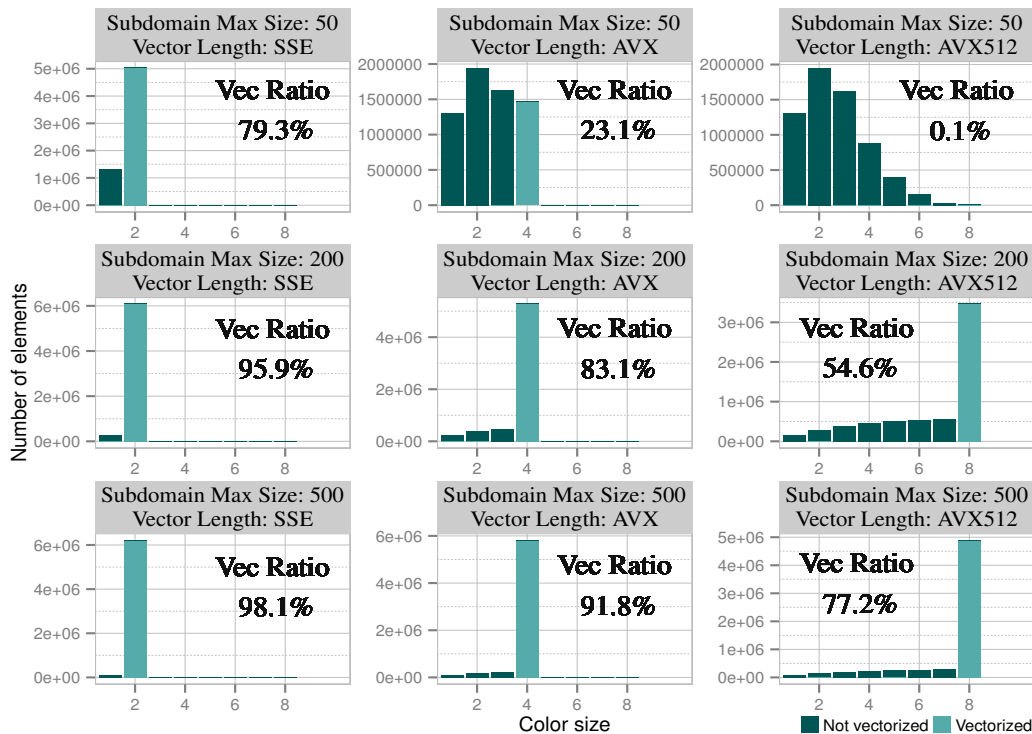 Subdomain Max Size: 50
Vector Length: SSE
5e+06
4e+06
3e+06
2e+06
1e+06
0e+00
Vec Ratio
79.3%
2 4 6 8
Subdomain Max Size: 50
Vector Length: AVX
2000000
1500000
1000000
500000
0
Vec Ratio
23.1%
2 4 6 8
Subdomain Max Size: 50
Vector Length: AVX512
2000000
1500000
1000000
500000
0
Vec Ratio
0.1%
2 4 6 8
Number of elements
Subdomain Max Size: 200
Vector Length: SSE
6e+06
4e+06
2e+06
0e+00
Vec Ratio
95.9%
2 4 6 8
Subdomain Max Size: 200
Vector Length: AVX
4e+06
2e+06
0e+00
Vec Ratio
83.1%
2 4 6 8
Subdomain Max Size: 200
Vector Length: AVX512
3e+06
2e+06
1e+06
0e+00
Vec Ratio
54.6%
2 4 6 8
Subdomain Max Size: 500
Vector Length: SSE
6e+06
4e+06
2e+06
0e+00
Vec Ratio
98.1%
2 4 6 8
Subdomain Max Size: 500
Vector Length: AVX
6e+06
4e+06
2e+06
0e+00
Vec Ratio
91.8%
2 4 6 8
Subdomain Max Size: 500
Vector Length: AVX512
5e+06
4e+06
3e+06
2e+06
1e+06
0e+00
Vec Ratio
77.2%
2 4 6 8
Color size
Not vectorized Vectorized